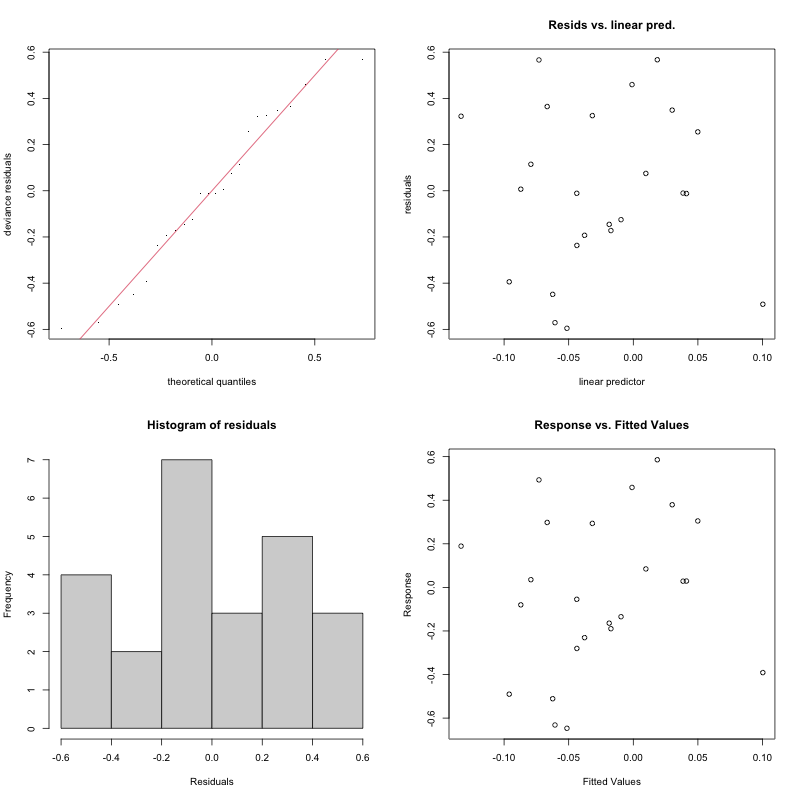 deviance residuals
-0.6 -0.4 -0.2 0.0 0.2 0.4 0.6
-0.5 0.0 0.5
theoretical quantiles
Resids vs. linear pred.
residuals
-0.6 -0.4 -0.2 0.0 0.2 0.4 0.6
-0.10 -0.05 0.00 0.05 0.10
linear predictor
Histogram of residuals
Frequency
0 1 2 3 4 5 6 7
-0.6 -0.4 -0.2 0.0 0.2 0.4 0.6
Residuals
Response vs. Fitted Values
Response
-0.6 -0.4 -0.2 0.0 0.2 0.4 0.6
-0.10 -0.05 0.00 0.05 0.10
Fitted Values